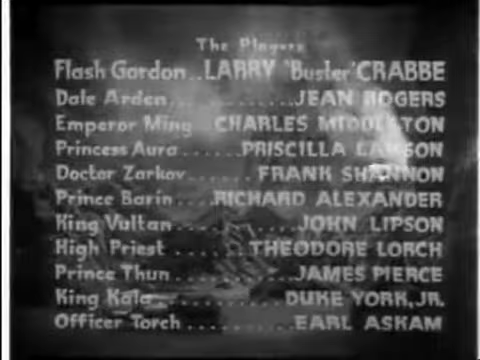 The Players
Flash Gordon..LARRY "Buster" CRABBE
Dale Arden............JEAN ROGERS
Emperor Ming CHARLES MIDDLETON
Princess Aura......PRISCILLA LAWSON
Doctor Zarkov.......FRANK SHANNON
Prince Barin....RICHARD ALEXANDER
King Vultan............JOHN LIPSON
High Priest ......THEODORE LORCH
Prince Thun........JAMES PIERCE
King Kala............DUKE YORK, JR.
Officer Torch..........EARL ASKAM